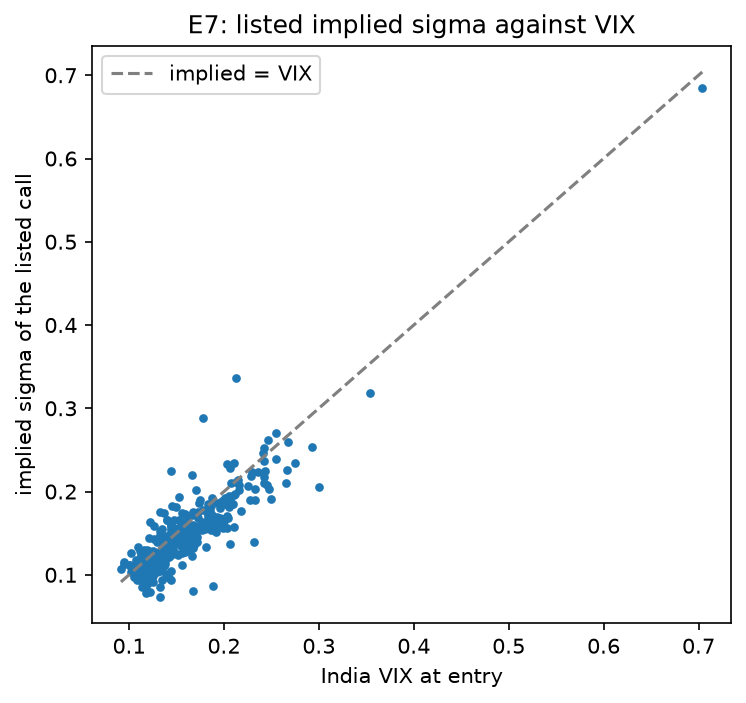 E7: listed implied sigma against VIX
implied = VIX
implied sigma of the listed call
0.7
0.6
0.5
0.4
0.3
0.2
0.1
0.1 0.2 0.3 0.4 0.5 0.6 0.7
India VIX at entry